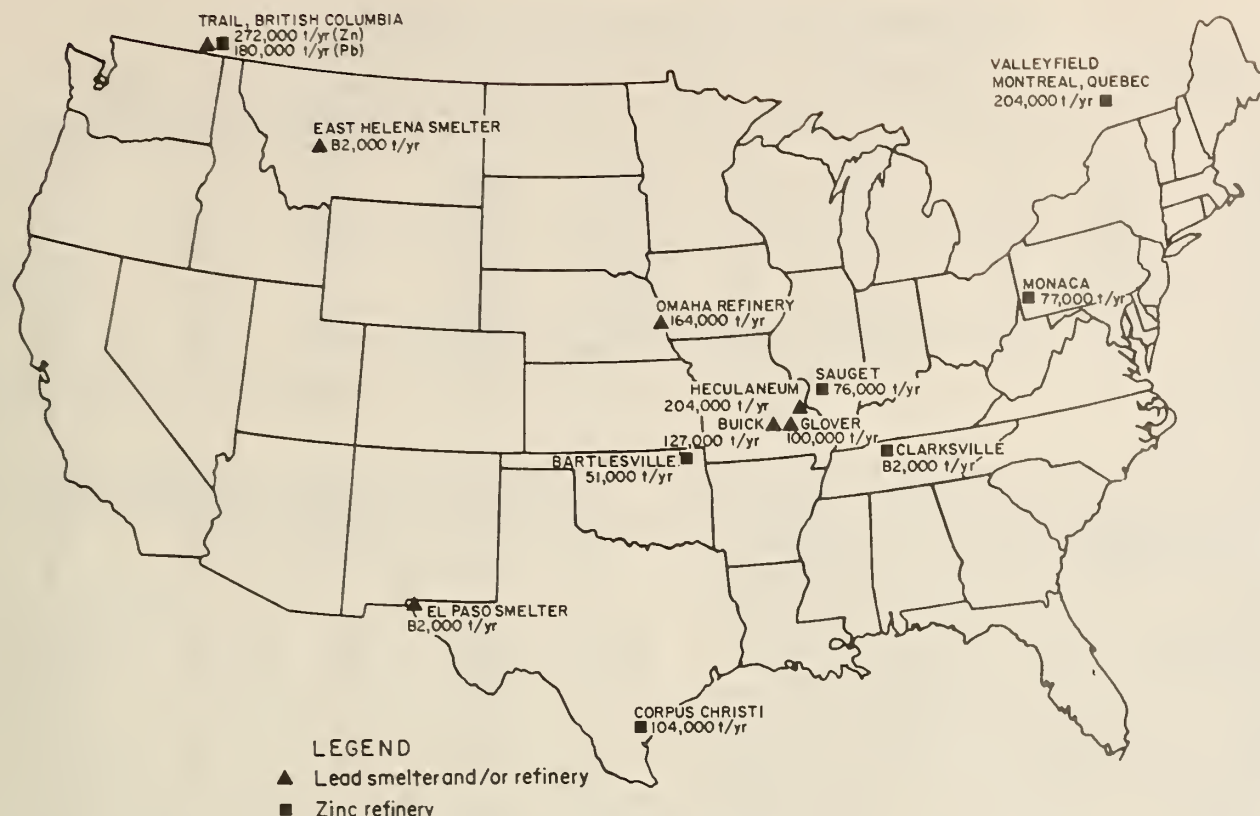 TRAIL, BRITISH COLUMBIA
272,000 t/yr (Zn)
180,000 t/yr (Pb)
VALLEYFIELD
MONTREAL, QUEBEC
204,000 t/yr
EAST HELENA SMELTER
82,000 t/yr
MONACA
77,000 t/yr
OMAHA REFINERY
164,000 t/yr
SAUGET
76,000 t/yr
HECULANEUM
204,000 t/yr
BUICK
127,000 t/yr
GLOVER
100,000 t/yr
CLARKSVILLE
82,000 t/yr
BARTLESVILLE
51,000 t/yr
EL PASO SMELTER
82,000 t/yr
CORPUS CHRISTI
104,000 t/yr
LEGEND
Lead smelter and/or refinery
Zinc refinery